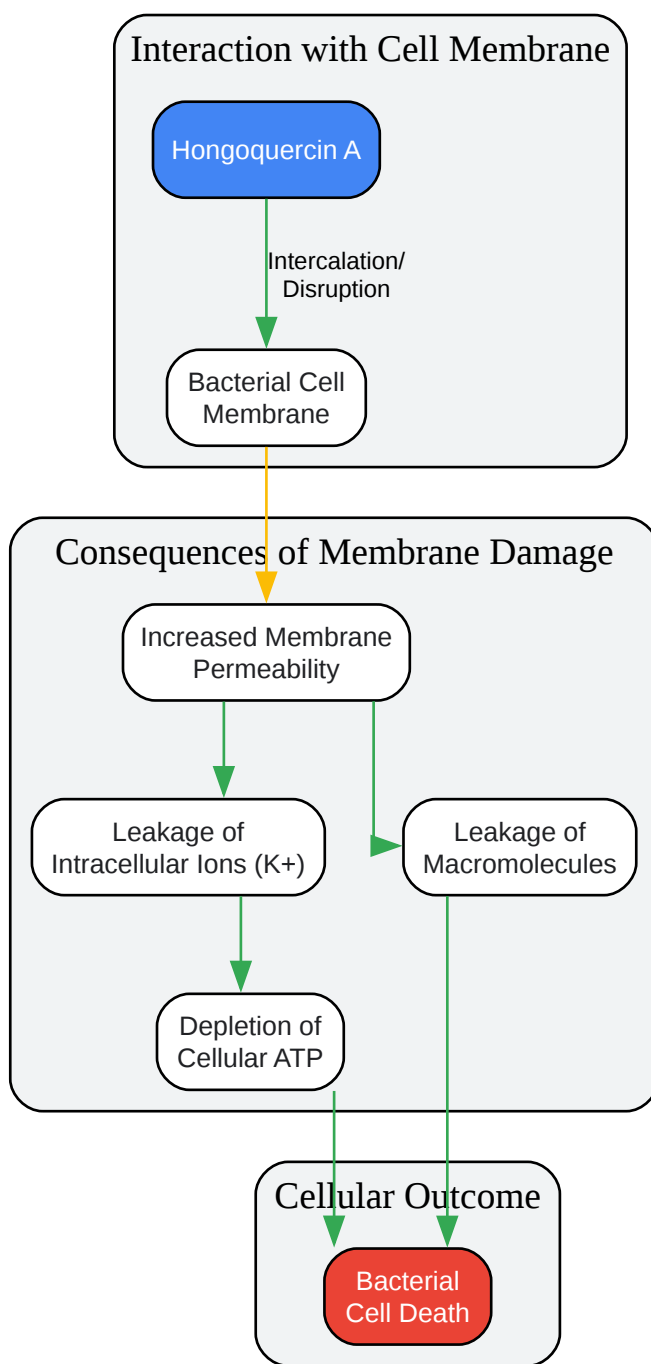 Interaction with Cell Membrane
Hongoquercin A
Intercalation/
Disruption
Bacterial Cell
Membrane
Consequences of Membrane Damage
Increased Membrane
Permeability
Leakage of
Intracellular Ions (K+)
Leakage of
Macromolecules
Depletion of
Cellular ATP
Cellular Outcome
Bacterial
Cell Death